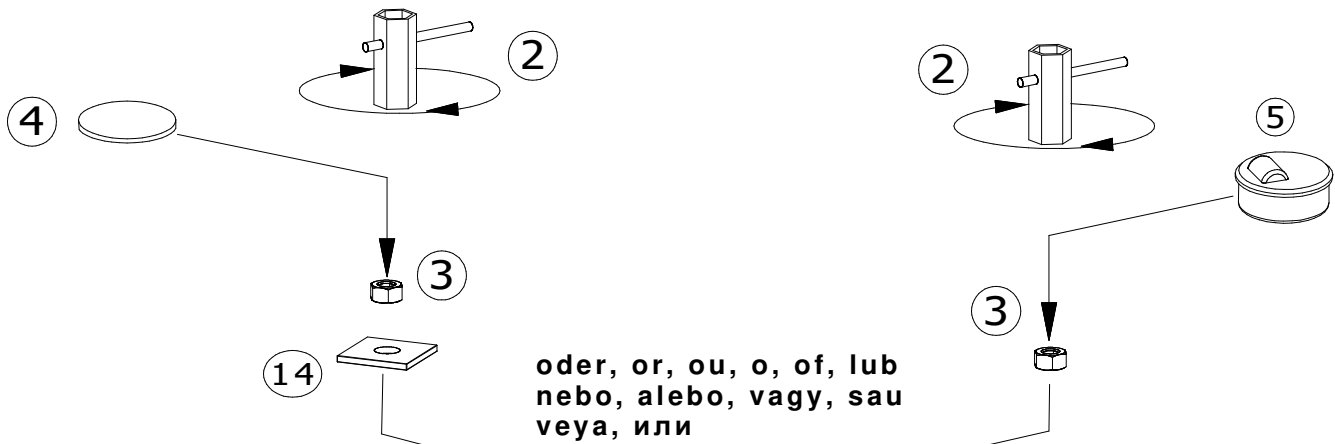 2
2
4
5
3
3
14
oder, or, ou, o, of, lub
nebo, alebo, vagy, sau
veya, или